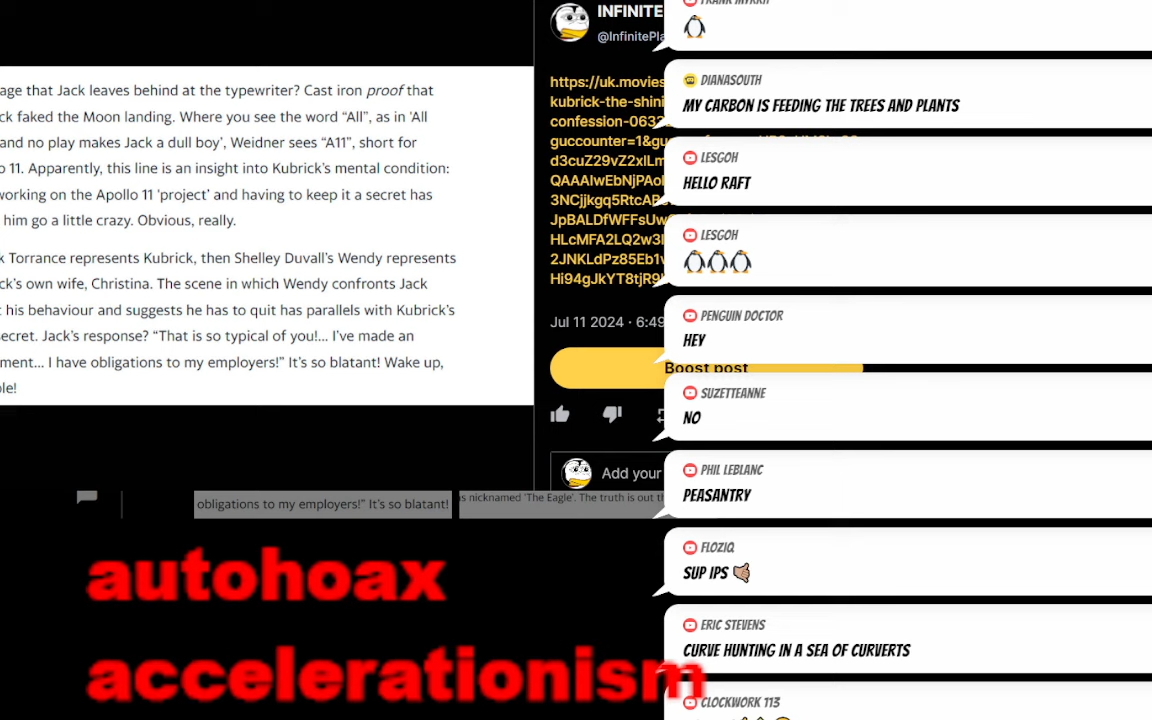 age that Jack leaves behind at the typewriter? Cast iron proof that
ck faked the Moon landing. Where you see the word “All”, as in ‘All
and no play makes Jack a dull boy’, Weidner sees “A11”, short for
o 11. Apparently, this line is an insight into Kubrick’s mental condition:
working on the Apollo 11 ‘project’ and having to keep it a secret has
him go a little crazy. Obvious, really.
k Torrance represents Kubrick, then Shelley Duvall’s Wendy represents
ck’s own wife, Christina. The scene in which Wendy confronts Jack
t his behaviour and suggests he has to quit has parallels with Kubrick’s
secret. Jack’s response? “That is so typical of you!… I’ve made an
ment… I have obligations to my employers!” It’s so blatant! Wake up,
ple!
obligations to my employers!” It’s so blatant!
s nicknamed ‘The Eagle’. The truth is out th
autohoax
accelerationism
INFINITE
@InfinitePla
https://uk.movies
kubrick-the-shini
confession-063
guccounter=1&gu
d3cuZ29vZ2xlLm
QAAAIwEbNjPAo
3NCjjkgq5RtcAB
JpBALDfWFFsUw
HLcMFA2LQ2w3l
2JNKLdPz85Eb1v
Hi94gJkYT8tjR9
Jul 11 2024 · 6:49
Boost post
Add your
FRANK MYRRH
DIANASOUTH
MY CARBON IS FEEDING THE TREES AND PLANTS
LESGOH
HELLO RAFT
LESGOH
PENGUIN DOCTOR
HEY
SUZETTEANNE
NO
PHIL LEBLANC
PEASANTRY
FLOZIQ
SUP IPS
ERIC STEVENS
CURVE HUNTING IN A SEA OF CURVERTS
CLOCKWORK 113